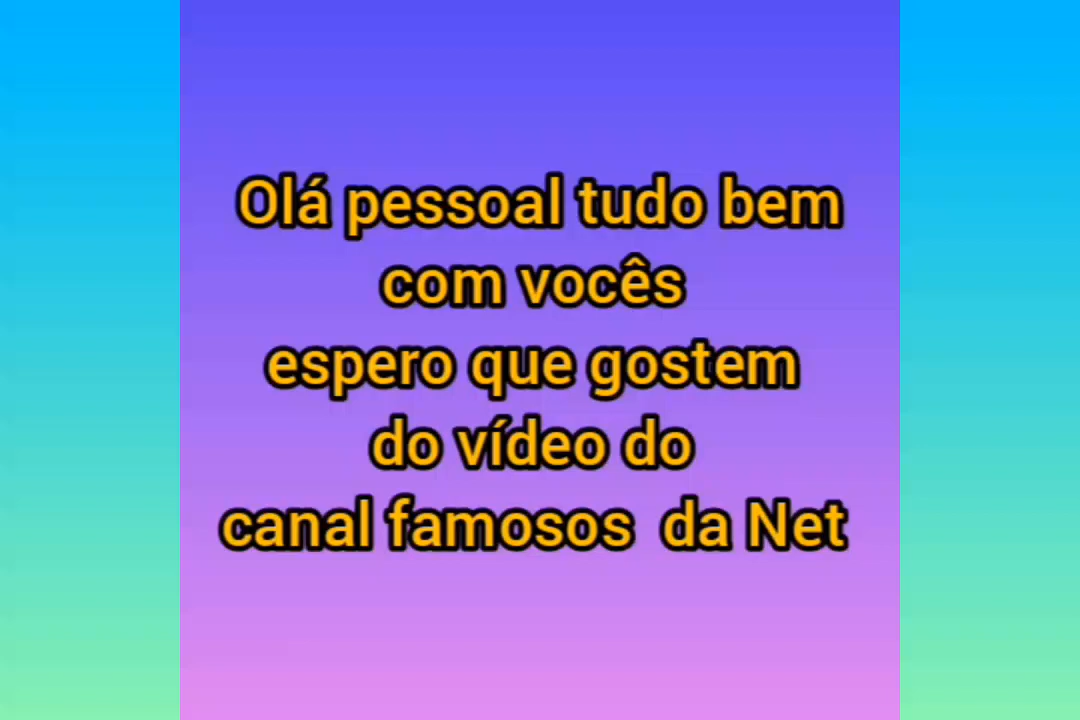 Olá pessoal tudo bem
com vocês
espero que gostem
do vídeo do
canal famosos da Net